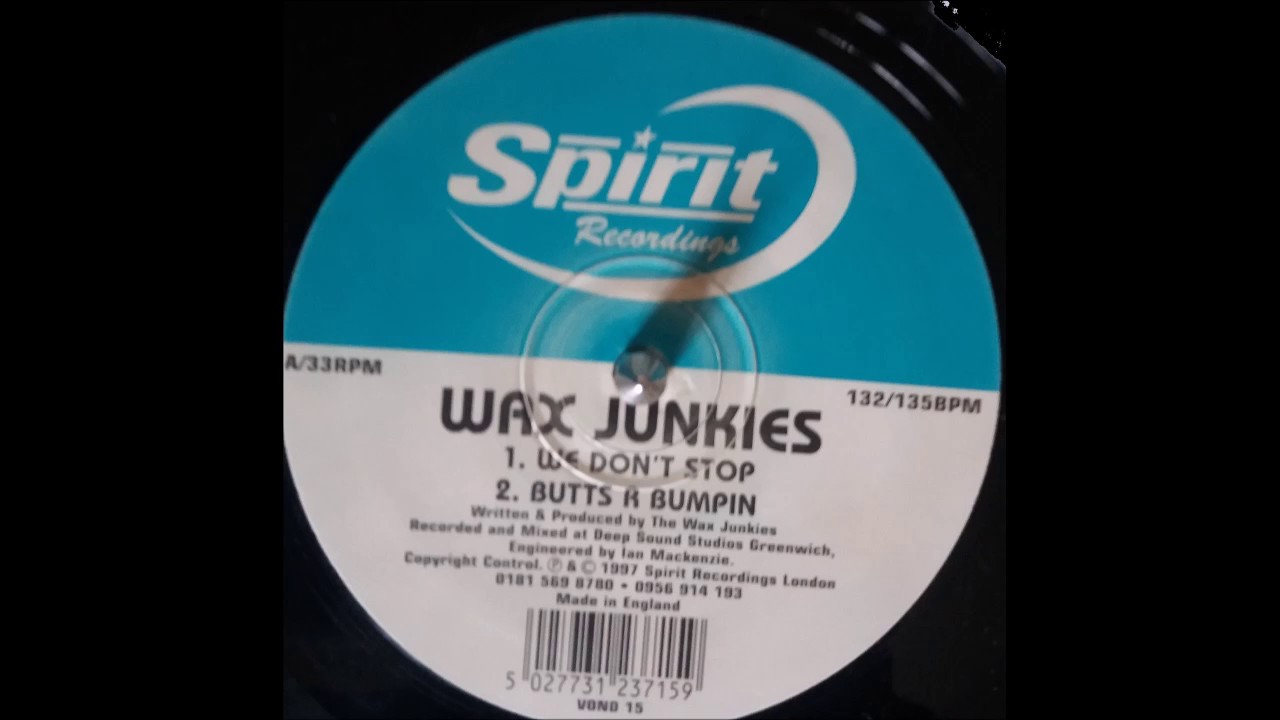 Spirit
Recordings
A/33RPM
132/135BPM
WAX JUNKIES
1. WE DON'T STOP
2. BUTTS R BUMPIN
Written & Produced by The Wax Junkies
Recorded and Mixed at Deep Sound Studios Greenwich,
Engineered by Ian Mackenzie.
Copyright Control. ℗ & © 1997 Spirit Recordings London
0181 569 8780 • 0956 914 193
Made in England
5 027731 237159
VOND 15